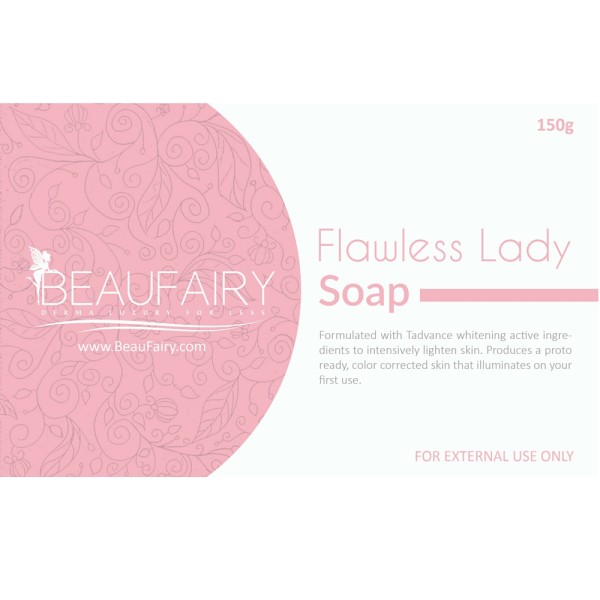 150g
BEAUFAIRY
DERMA LUXURY FOR LESS
www.BeauFairy.com
Flawless Lady
Soap
Formulated with Tadvance whitening active ingre-
dients to intensively lighten skin. Produces a proto
ready, color corrected skin that illuminates on your
first use.
FOR EXTERNAL USE ONLY